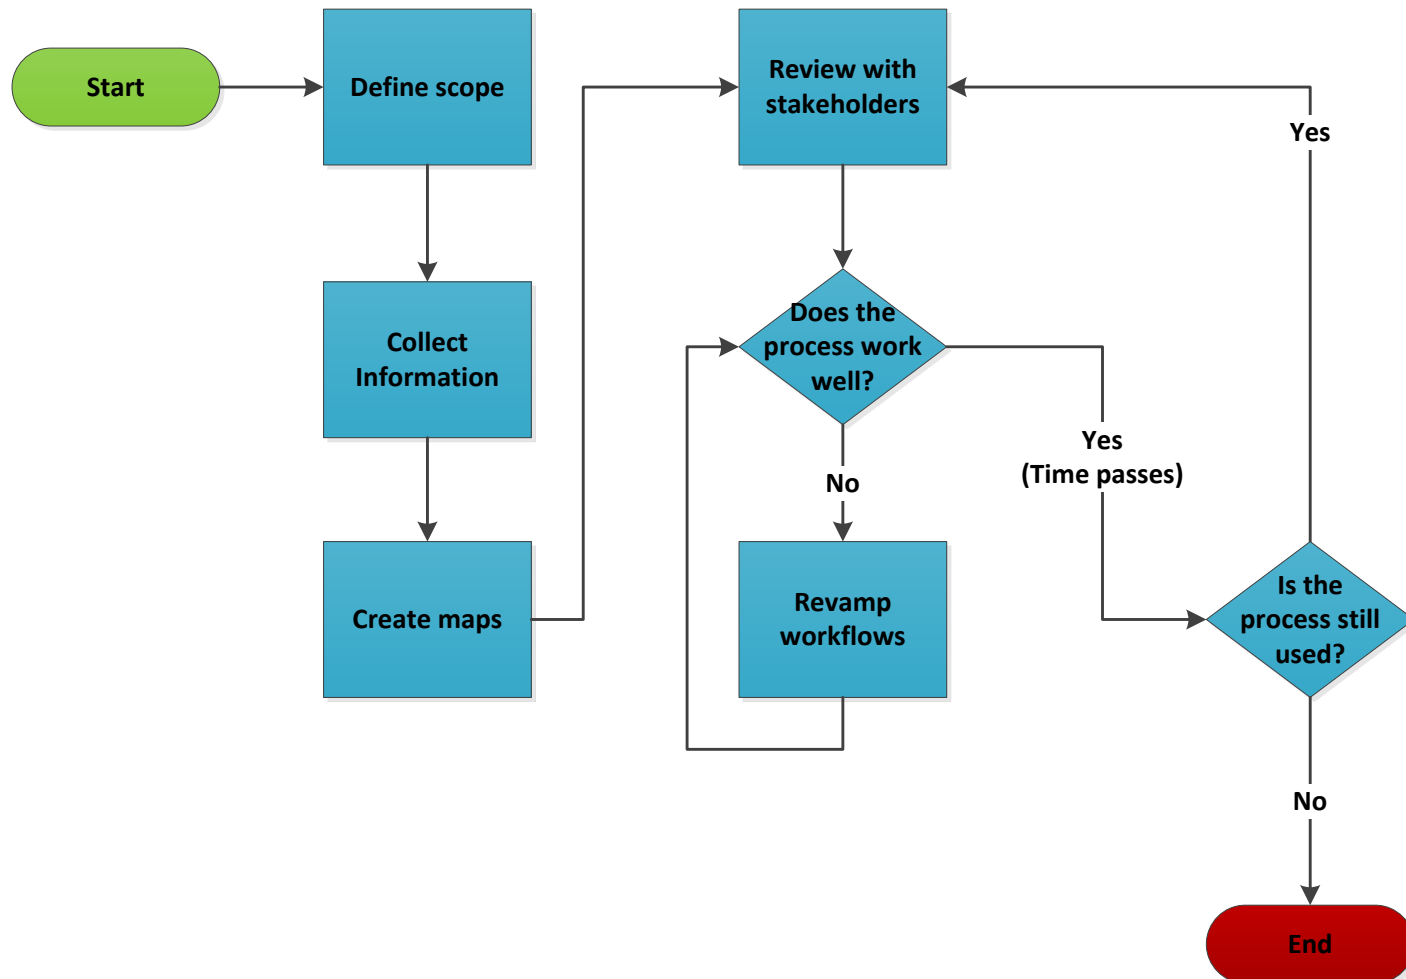 Start
Define scope
Collect
Information
Create maps
Review with
stakeholders
Does the
process work
well?
No
Revamp
workflows
Yes
(Time passes)
Is the
process still
used?
Yes
No
End